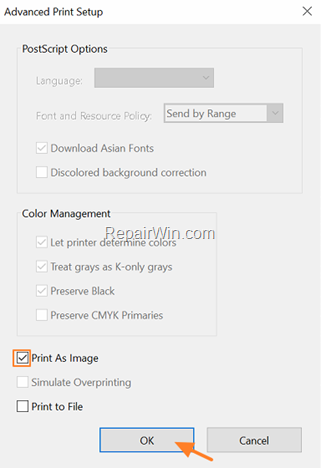 Advanced Print Setup
PostScript Options
Language:
Font and Resource Policy: Send by Range
Download Asian Fonts
Discolored background correction
Color Management
RepairWin.com
Let printer determine colors
Treat grays as K-only grays
Preserve Black
Preserve CMYK Primaries
Print As Image
Simulate Overprinting
Print to File
OK Cancel